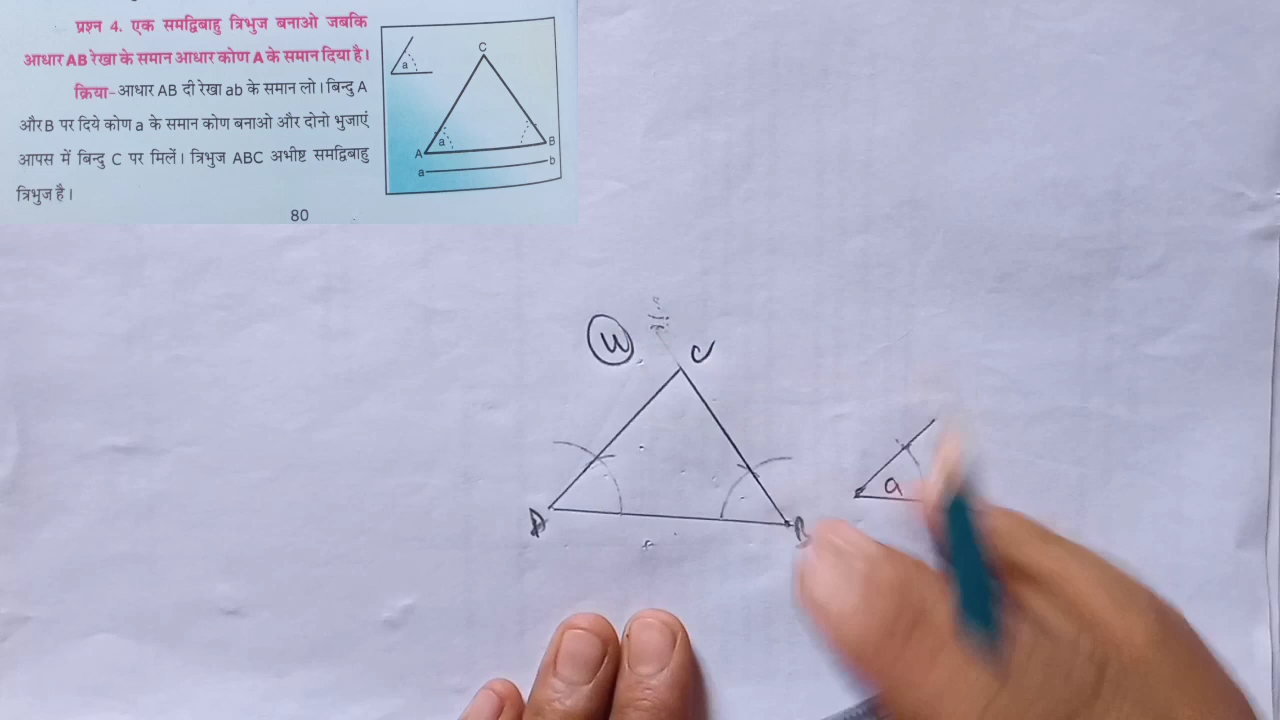 प्रश्न 4. एक समद्विबाहु त्रिभुज बनाओ जबकि
आधार AB रेखा के समान आधार कोण A के समान दिया है।
क्रिया- आधार AB दी रेखा ab के समान लो। बिन्दु A
और B पर दिये कोण a के समान कोण बनाओ और दोनो भुजाएं
आपस में बिन्दु C पर मिलें। त्रिभुज ABC अभीष्ट समद्विबाहु
त्रिभुज है।
80
a
C
a
A
B
a
b
C
a
B